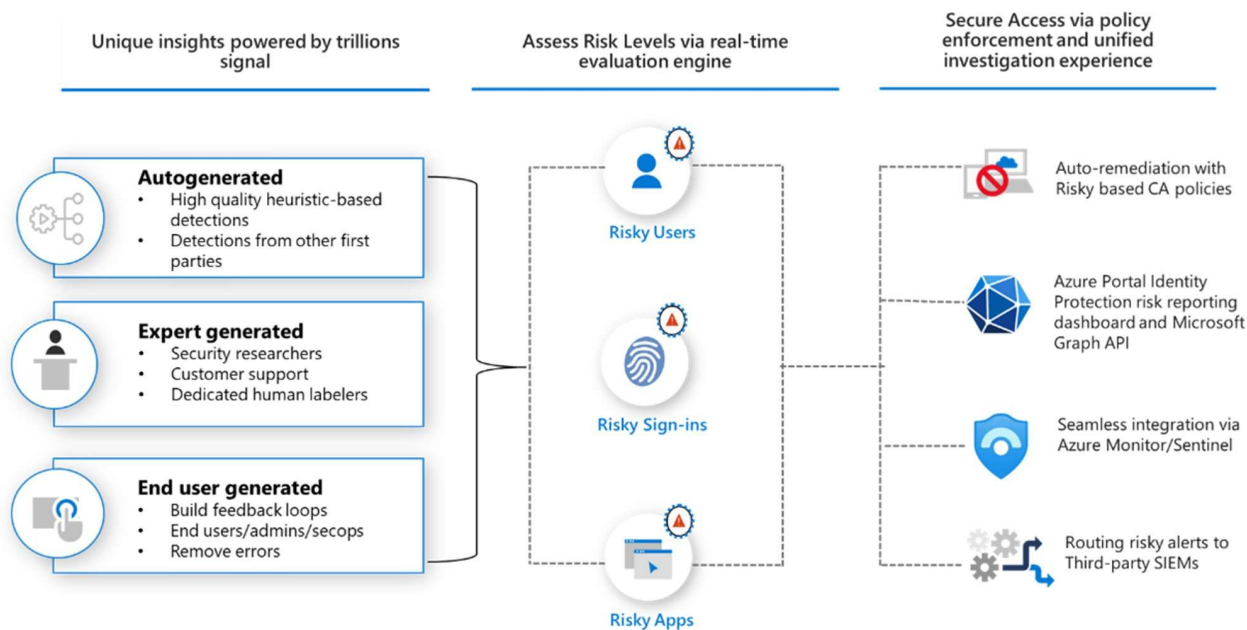 Unique insights powered by trillions
signal
Assess Risk Levels via real-time
evaluation engine
Secure Access via policy
enforcement and unified
investigation experience
Autogenerated
• High quality heuristic-based
detections
• Detections from other first
parties
Expert generated
• Security researchers
• Customer support
• Dedicated human labelers
End user generated
• Build feedback loops
• End users/admins/secops
• Remove errors
Risky Users
Risky Sign-ins
Risky Apps
Auto-remediation with
Risky based CA policies
Azure Portal Identity
Protection risk reporting
dashboard and Microsoft
Graph API
Seamless integration via
Azure Monitor/Sentinel
Routing risky alerts to
Third-party SIEMs